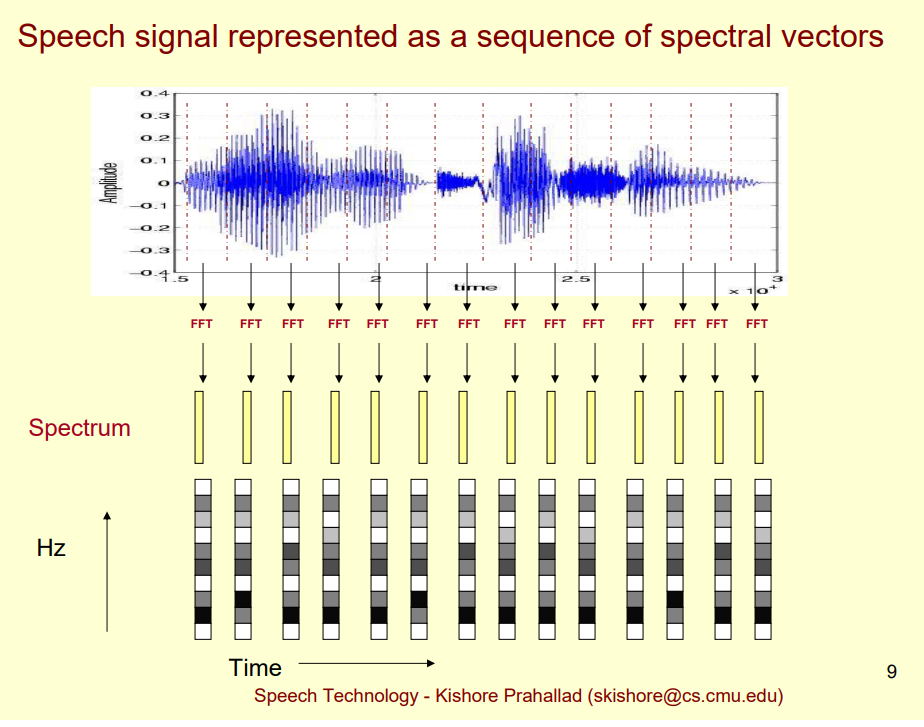 Speech signal represented as a sequence of spectral vectors
0.4
0.3
0.2
0.1
0
−0.1
−0.2
−0.3
−0.4
Amplitude
1.5 2 2.5 3
time
× 10⁴
FFT FFT FFT FFT FFT FFT FFT FFT FFT FFT FFT FFT FFT FFT
Spectrum
Hz
Time
9
Speech Technology - Kishore Prahallad (skishore@cs.cmu.edu)